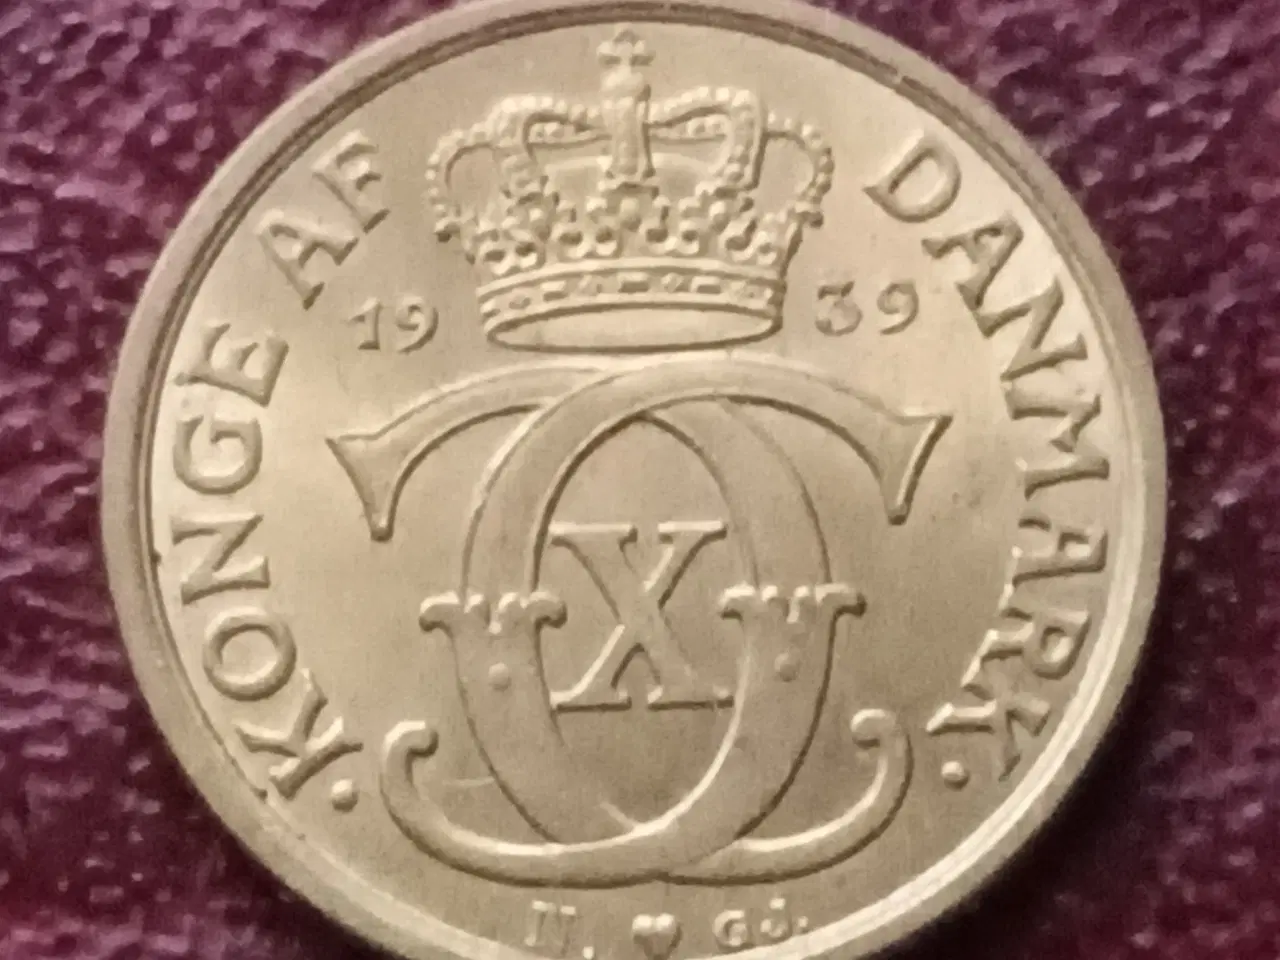 · KONGE AF DANMARK ·
19 39
X
N. ♥ GJ.